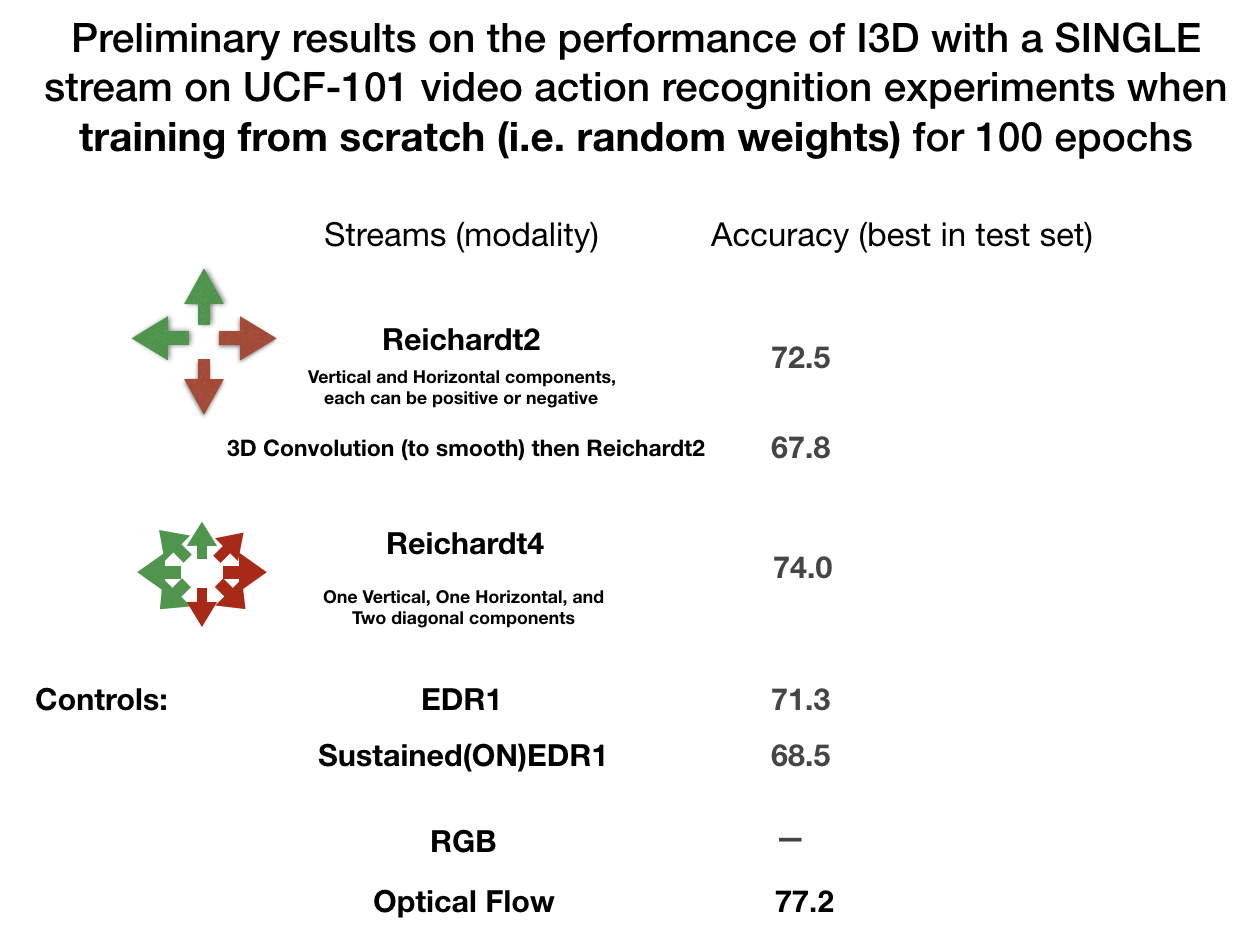 Preliminary results on the performance of I3D with a SINGLE
stream on UCF-101 video action recognition experiments when
training from scratch (i.e. random weights) for 100 epochs
Streams (modality) Accuracy (best in test set)
Reichardt2
72.5
Vertical and Horizontal components,
each can be positive or negative
3D Convolution (to smooth) then Reichardt2 67.8
Reichardt4
74.0
One Vertical, One Horizontal, and
Two diagonal components
Controls: EDR1 71.3
Sustained(ON)EDR1 68.5
RGB –
Optical Flow 77.2